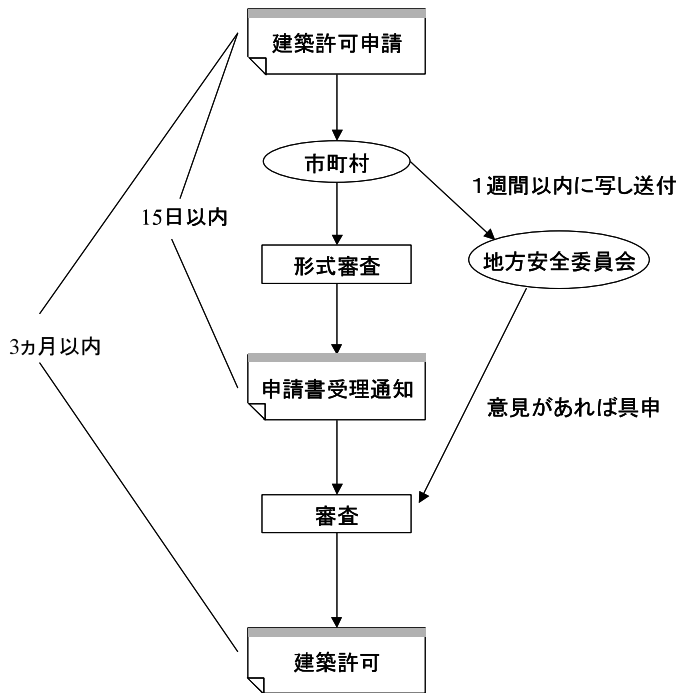 建築許可申請
市町村
1週間以内に写し送付
15日以内
形式審査
地方安全委員会
3ヵ月以内
申請書受理通知
意見があれば具申
審査
建築許可